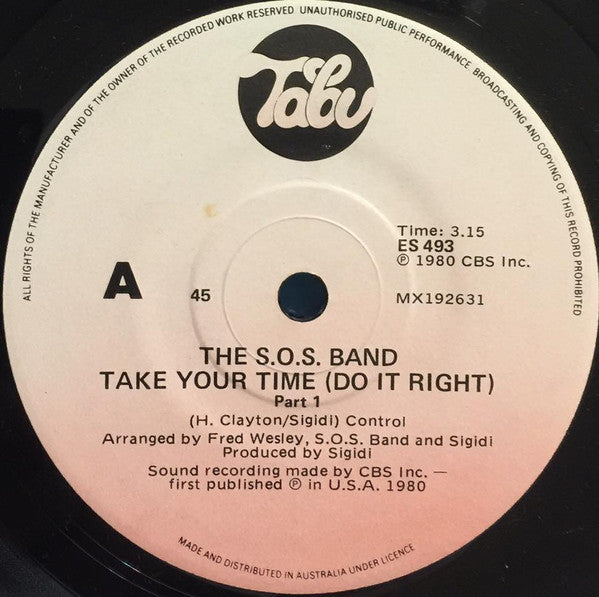 ALL RIGHTS OF THE MANUFACTURER AND OF THE OWNER OF THE RECORDED WORK RESERVED UNAUTHORISED PUBLIC PERFORMANCE BROADCASTING AND COPYING OF THIS RECORD PROHIBITED
Tabu
Time: 3.15
ES 493
℗ 1980 CBS Inc.
A
45
MX192631
THE S.O.S. BAND
TAKE YOUR TIME (DO IT RIGHT)
Part 1
(H. Clayton/Sigidi) Control
Arranged by Fred Wesley, S.O.S. Band and Sigidi
Produced by Sigidi
Sound recording made by CBS Inc. —
first published ℗ in U.S.A. 1980
MADE AND DISTRIBUTED IN AUSTRALIA UNDER LICENCE